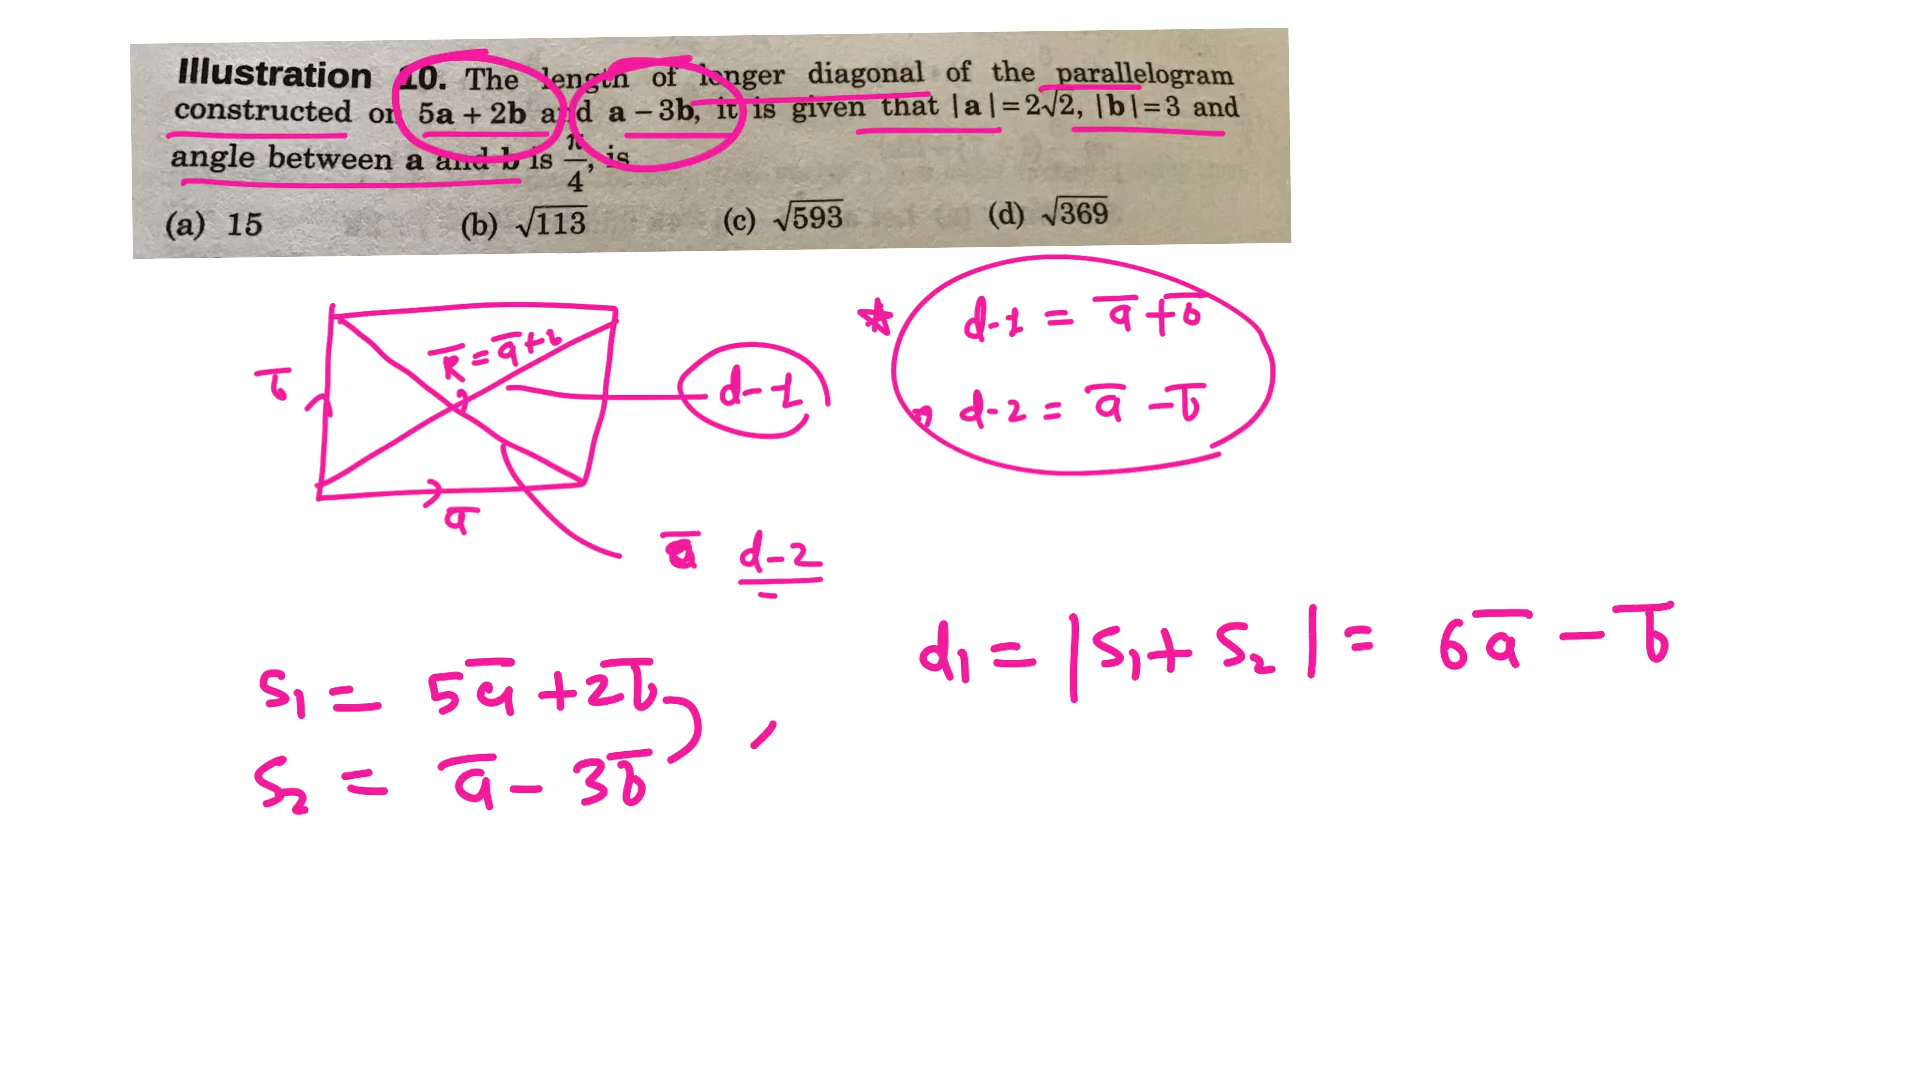 Illustration 10. The length of longer diagonal of the parallelogram
constructed on 5a + 2b and a – 3b, it is given that |a|=2√2, |b|=3 and
angle between a and b is π/4, is
(a) 15 (b) √113 (c) √593 (d) √369
d-1 = a̅ + b̅
R̅ = a̅ + b
b̅
d-1
d-2 = a̅ – b̅
a̅
a̅ d-2
d₁ = |S₁ + S₂| = 6a̅ – b̅
S₁ = 5a̅ + 2b̅
S₂ = a̅ – 3b̅